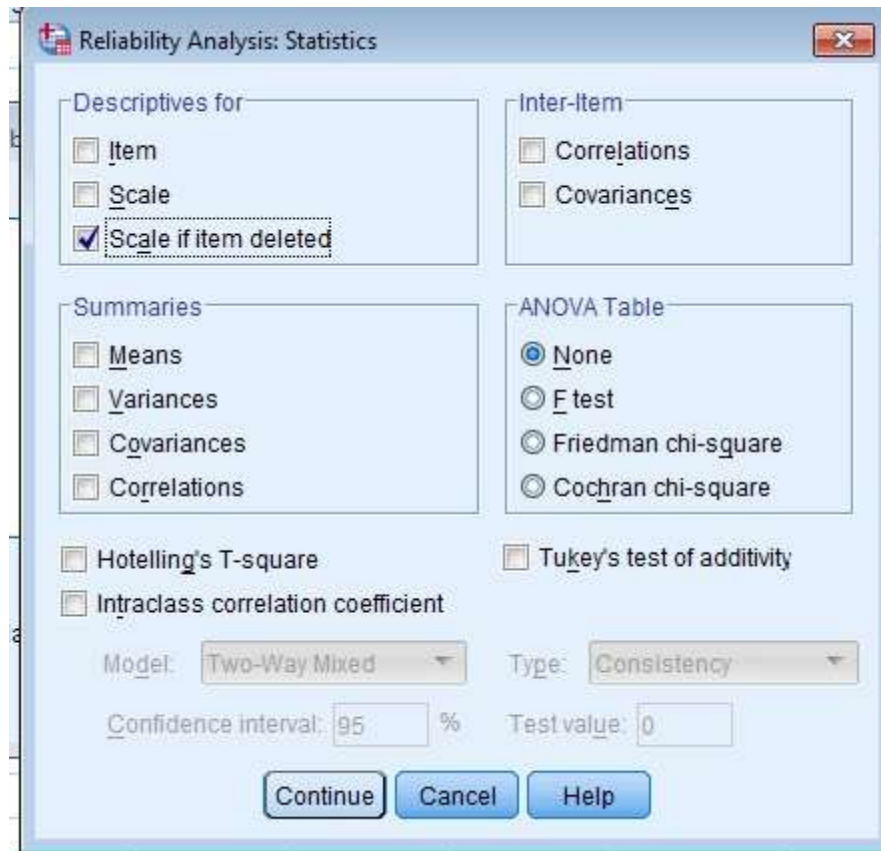 Reliability Analysis: Statistics
Descriptives for
Item
Scale
Scale if item deleted
Inter-Item
Correlations
Covariances
Summaries
Means
Variances
Covariances
Correlations
ANOVA Table
None
F test
Friedman chi-square
Cochran chi-square
Hotelling's T-square
Tukey's test of additivity
Intraclass correlation coefficient
Model: Two-Way Mixed
Type: Consistency
Confidence interval: 95 %
Test value: 0
Continue Cancel Help